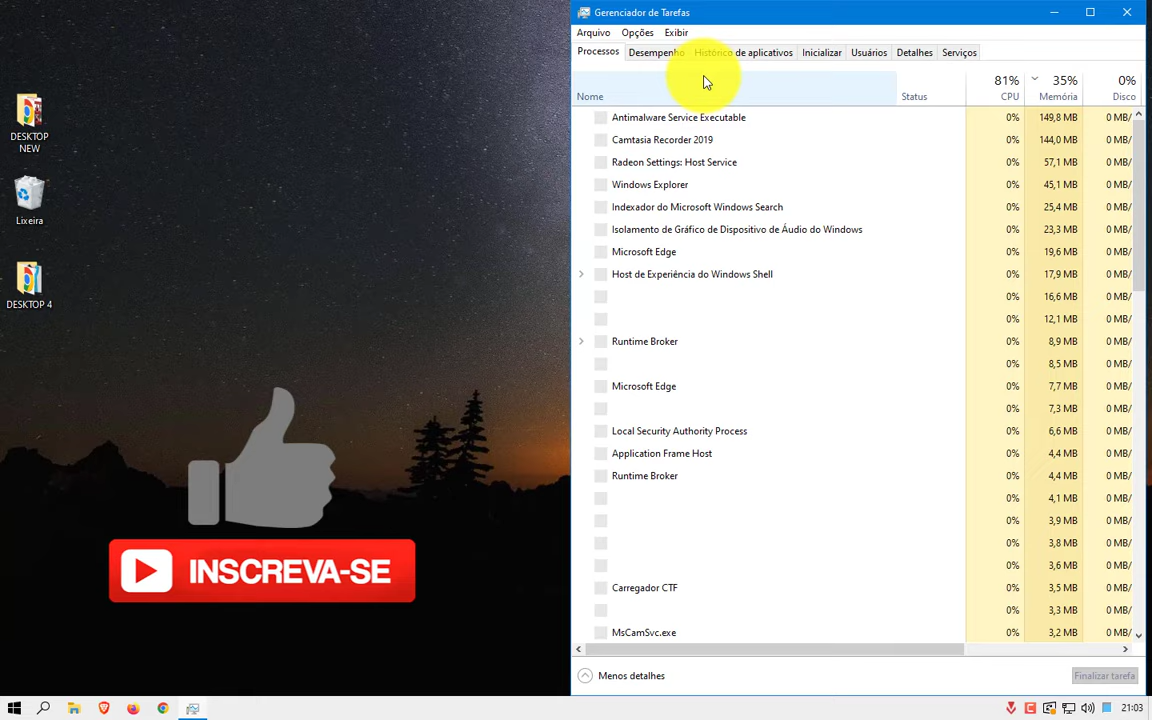 Gerenciador de Tarefas
Arquivo Opções Exibir
Processos Desempenho Histórico de aplicativos Inicializar Usuários Detalhes Serviços
81% 35% 0%
Nome Status CPU Memória Disco
Antimalware Service Executable 0% 149,8 MB 0 MB/
Camtasia Recorder 2019 0% 144,0 MB 0 MB/
Radeon Settings: Host Service 0% 57,1 MB 0 MB/
Windows Explorer 0% 45,1 MB 0 MB/
Indexador do Microsoft Windows Search 0% 25,4 MB 0 MB/
Isolamento de Gráfico de Dispositivo de Áudio do Windows 0% 23,3 MB 0 MB/
Microsoft Edge 0% 19,6 MB 0 MB/
Host de Experiência do Windows Shell 0% 17,9 MB 0 MB/
0% 16,6 MB 0 MB/
0% 12,1 MB 0 MB/
Runtime Broker 0% 8,9 MB 0 MB/
0% 8,5 MB 0 MB/
Microsoft Edge 0% 7,7 MB 0 MB/
0% 7,3 MB 0 MB/
Local Security Authority Process 0% 6,6 MB 0 MB/
Application Frame Host 0% 4,4 MB 0 MB/
Runtime Broker 0% 4,4 MB 0 MB/
0% 4,1 MB 0 MB/
0% 3,9 MB 0 MB/
0% 3,8 MB 0 MB/
0% 3,6 MB 0 MB/
Carregador CTF 0% 3,5 MB 0 MB/
0% 3,3 MB 0 MB/
MsCamSvc.exe 0% 3,2 MB 0 MB/
Menos detalhes Finalizar tarefa
DESKTOP
NEW
Lixeira
DESKTOP 4
INSCREVA-SE
21:03